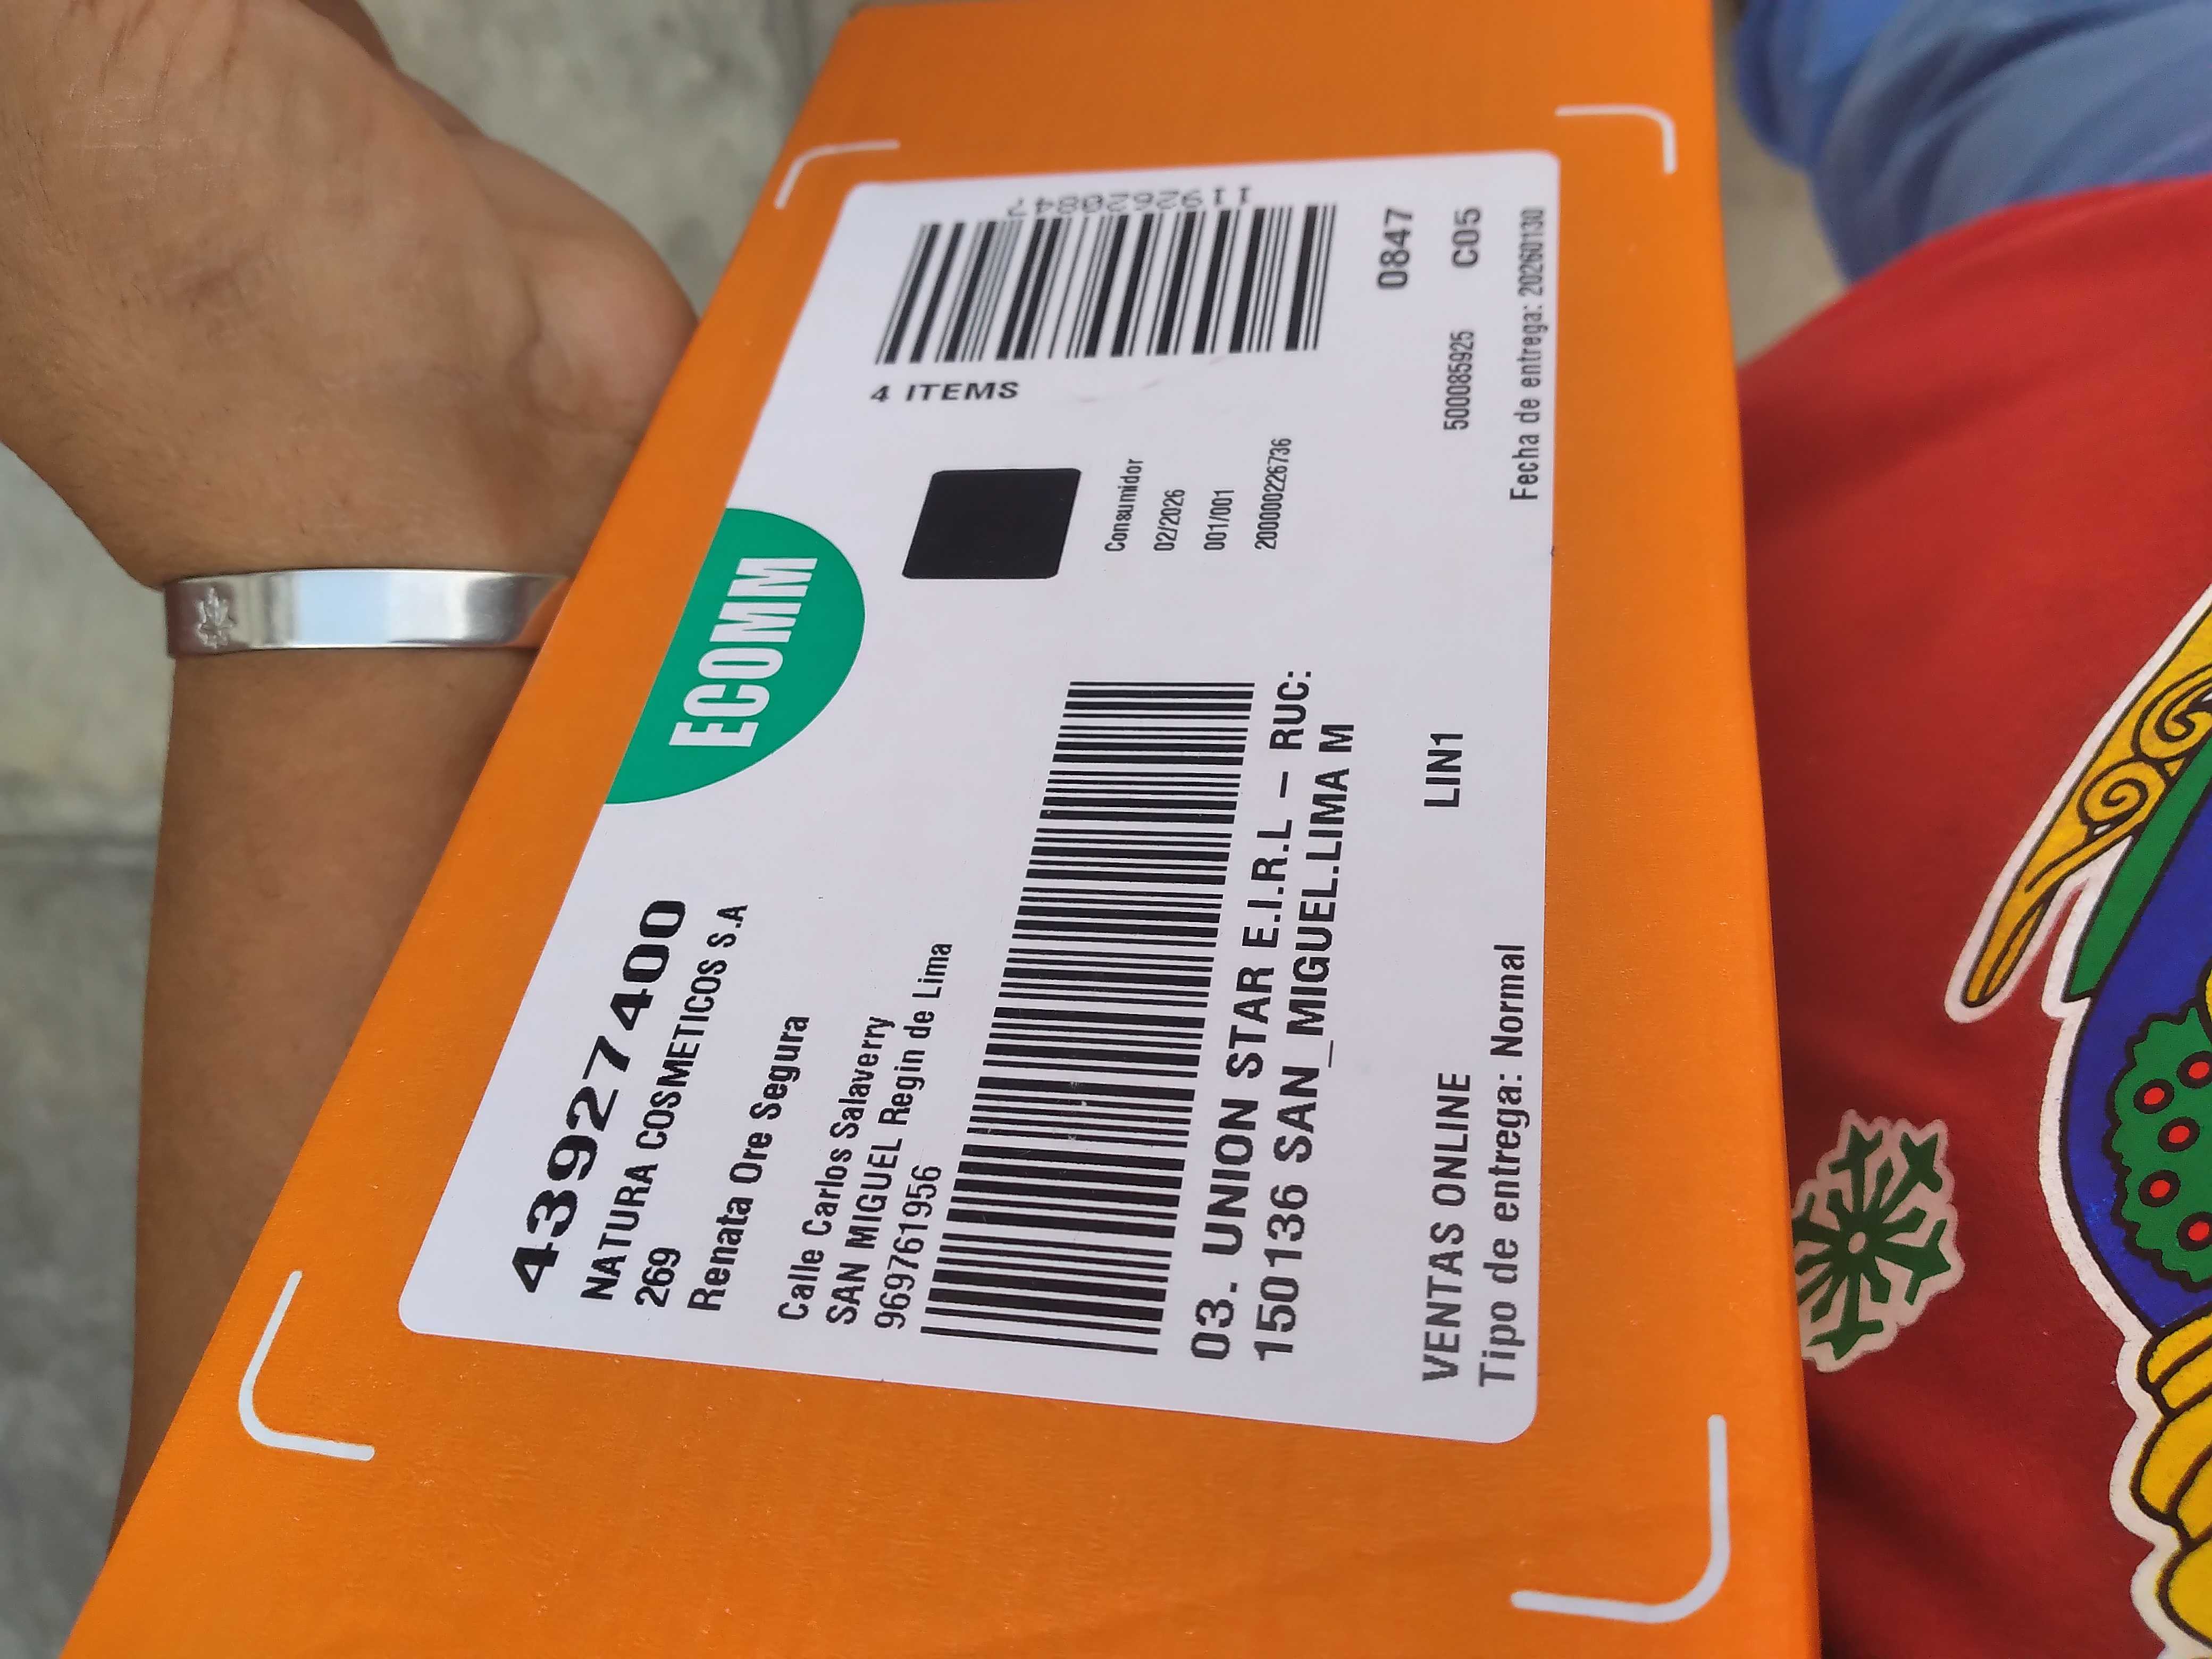 43927400
NATURA COSMETICOS S.A
269
Renata Ore Segura
Calle Carlos Salaverry
SAN MIGUEL Regin de Lima
969761956
ECOMM
4 ITEMS
1192620847
Consumidor
02/2026
001/001
200000226736
03. UNION STAR E.I.R.L – RUC:
150136 SAN_MIGUEL.LIMA M
0847
LIN1
500085925 C05
VENTAS ONLINE
Tipo de entrega: Normal
Fecha de entrega: 20260130